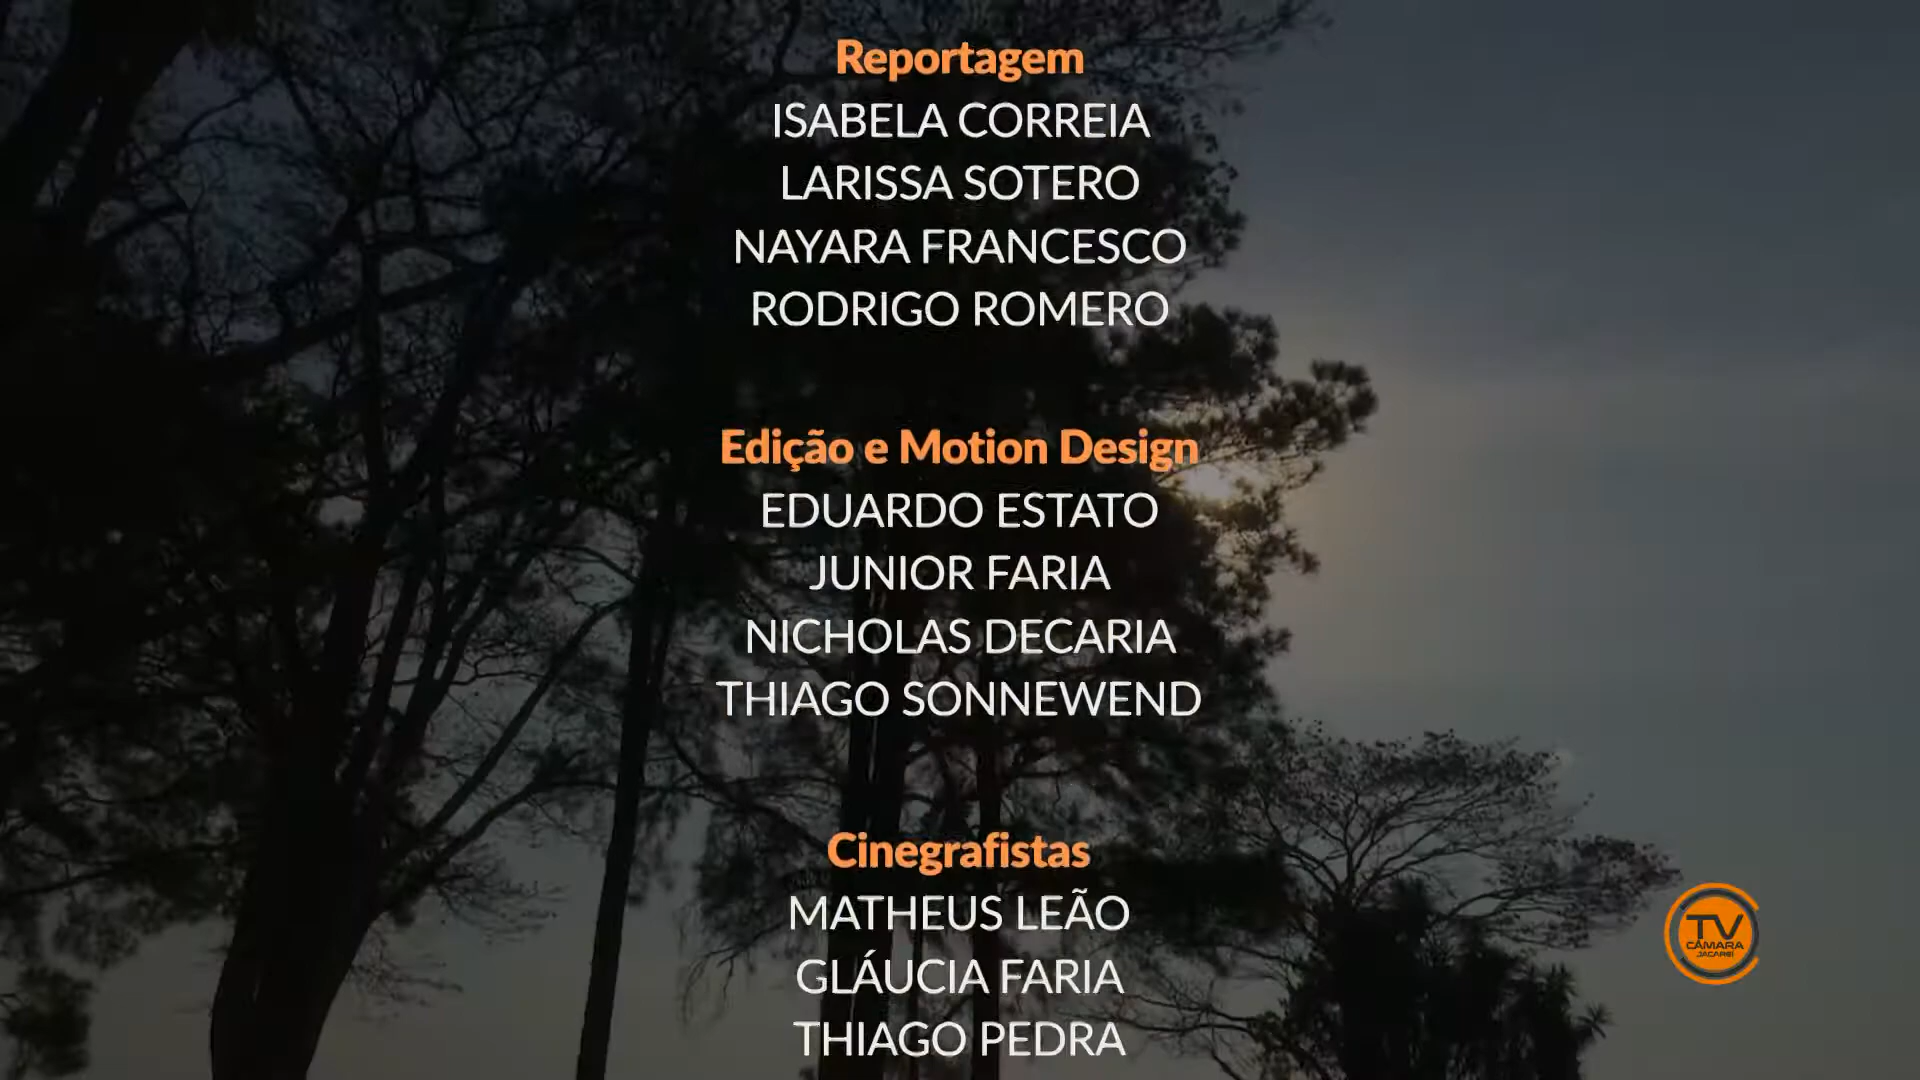 Reportagem
ISABELA CORREIA
LARISSA SOTERO
NAYARA FRANCESCO
RODRIGO ROMERO
Edição e Motion Design
EDUARDO ESTATO
JUNIOR FARIA
NICHOLAS DECARIA
THIAGO SONNEWEND
Cinegrafistas
MATHEUS LEÃO
GLÁUCIA FARIA
THIAGO PEDRA
TV
CÂMARA
JACAREÍ